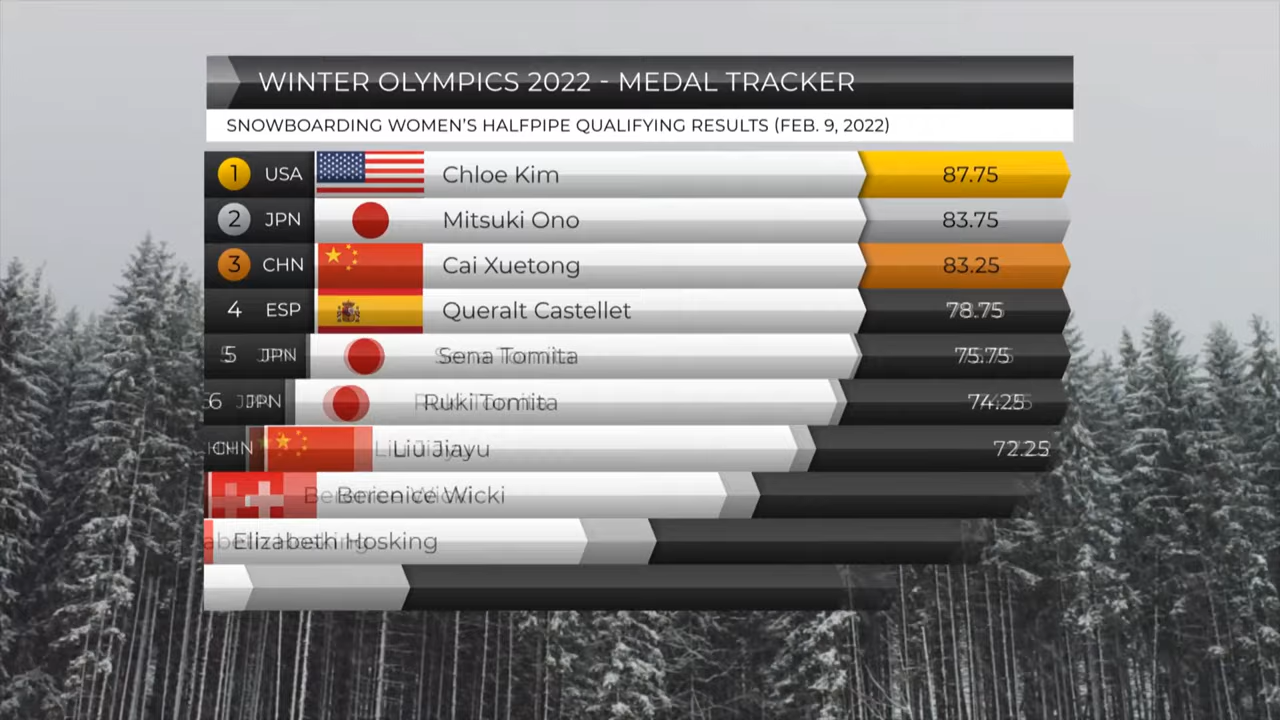 WINTER OLYMPICS 2022 - MEDAL TRACKER
SNOWBOARDING WOMEN'S HALFPIPE QUALIFYING RESULTS (FEB. 9, 2022)
1 USA Chloe Kim 87.75
2 JPN Mitsuki Ono 83.75
3 CHN Cai Xuetong 83.25
4 ESP Queralt Castellet 78.75
5 JPN Sena Tomita 75.75
6 JPN Ruki Tomita 74.25
CHN Liu Jiayu 72.25
Berenice Wicki
Elizabeth Hosking